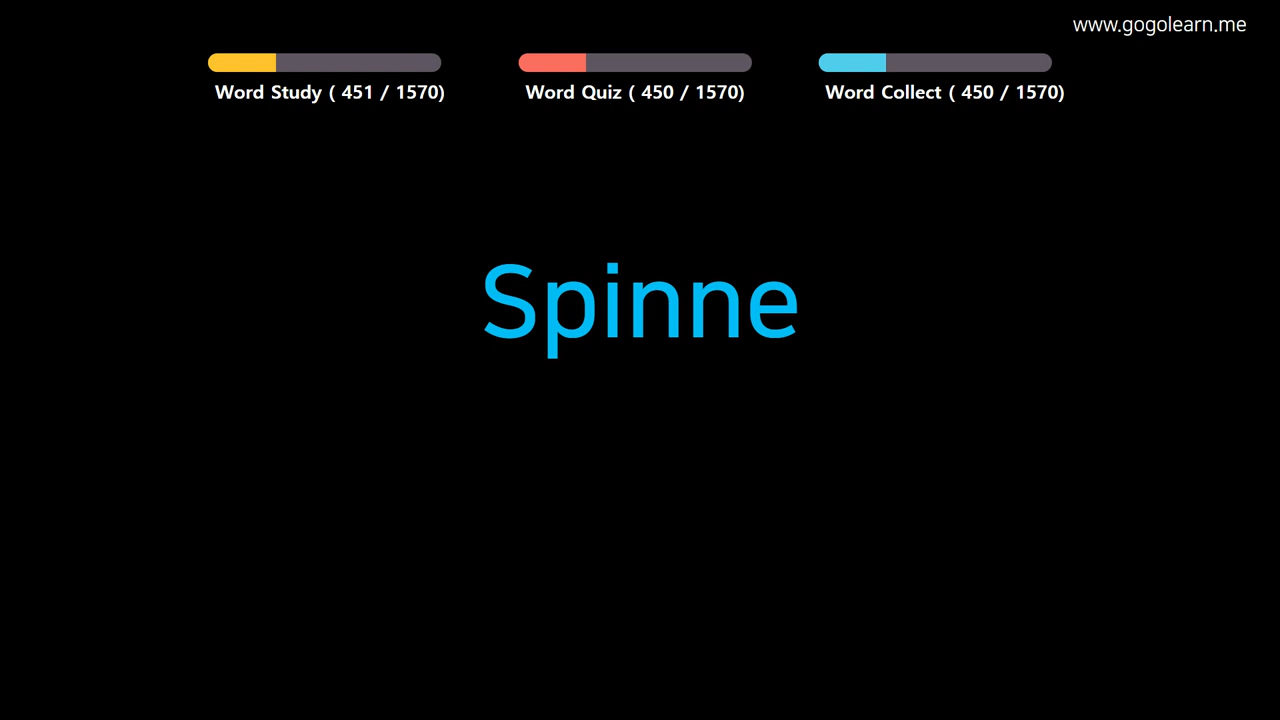 www.gogolearn.me
Word Study ( 451 / 1570)
Word Quiz ( 450 / 1570)
Word Collect ( 450 / 1570)
Spinne